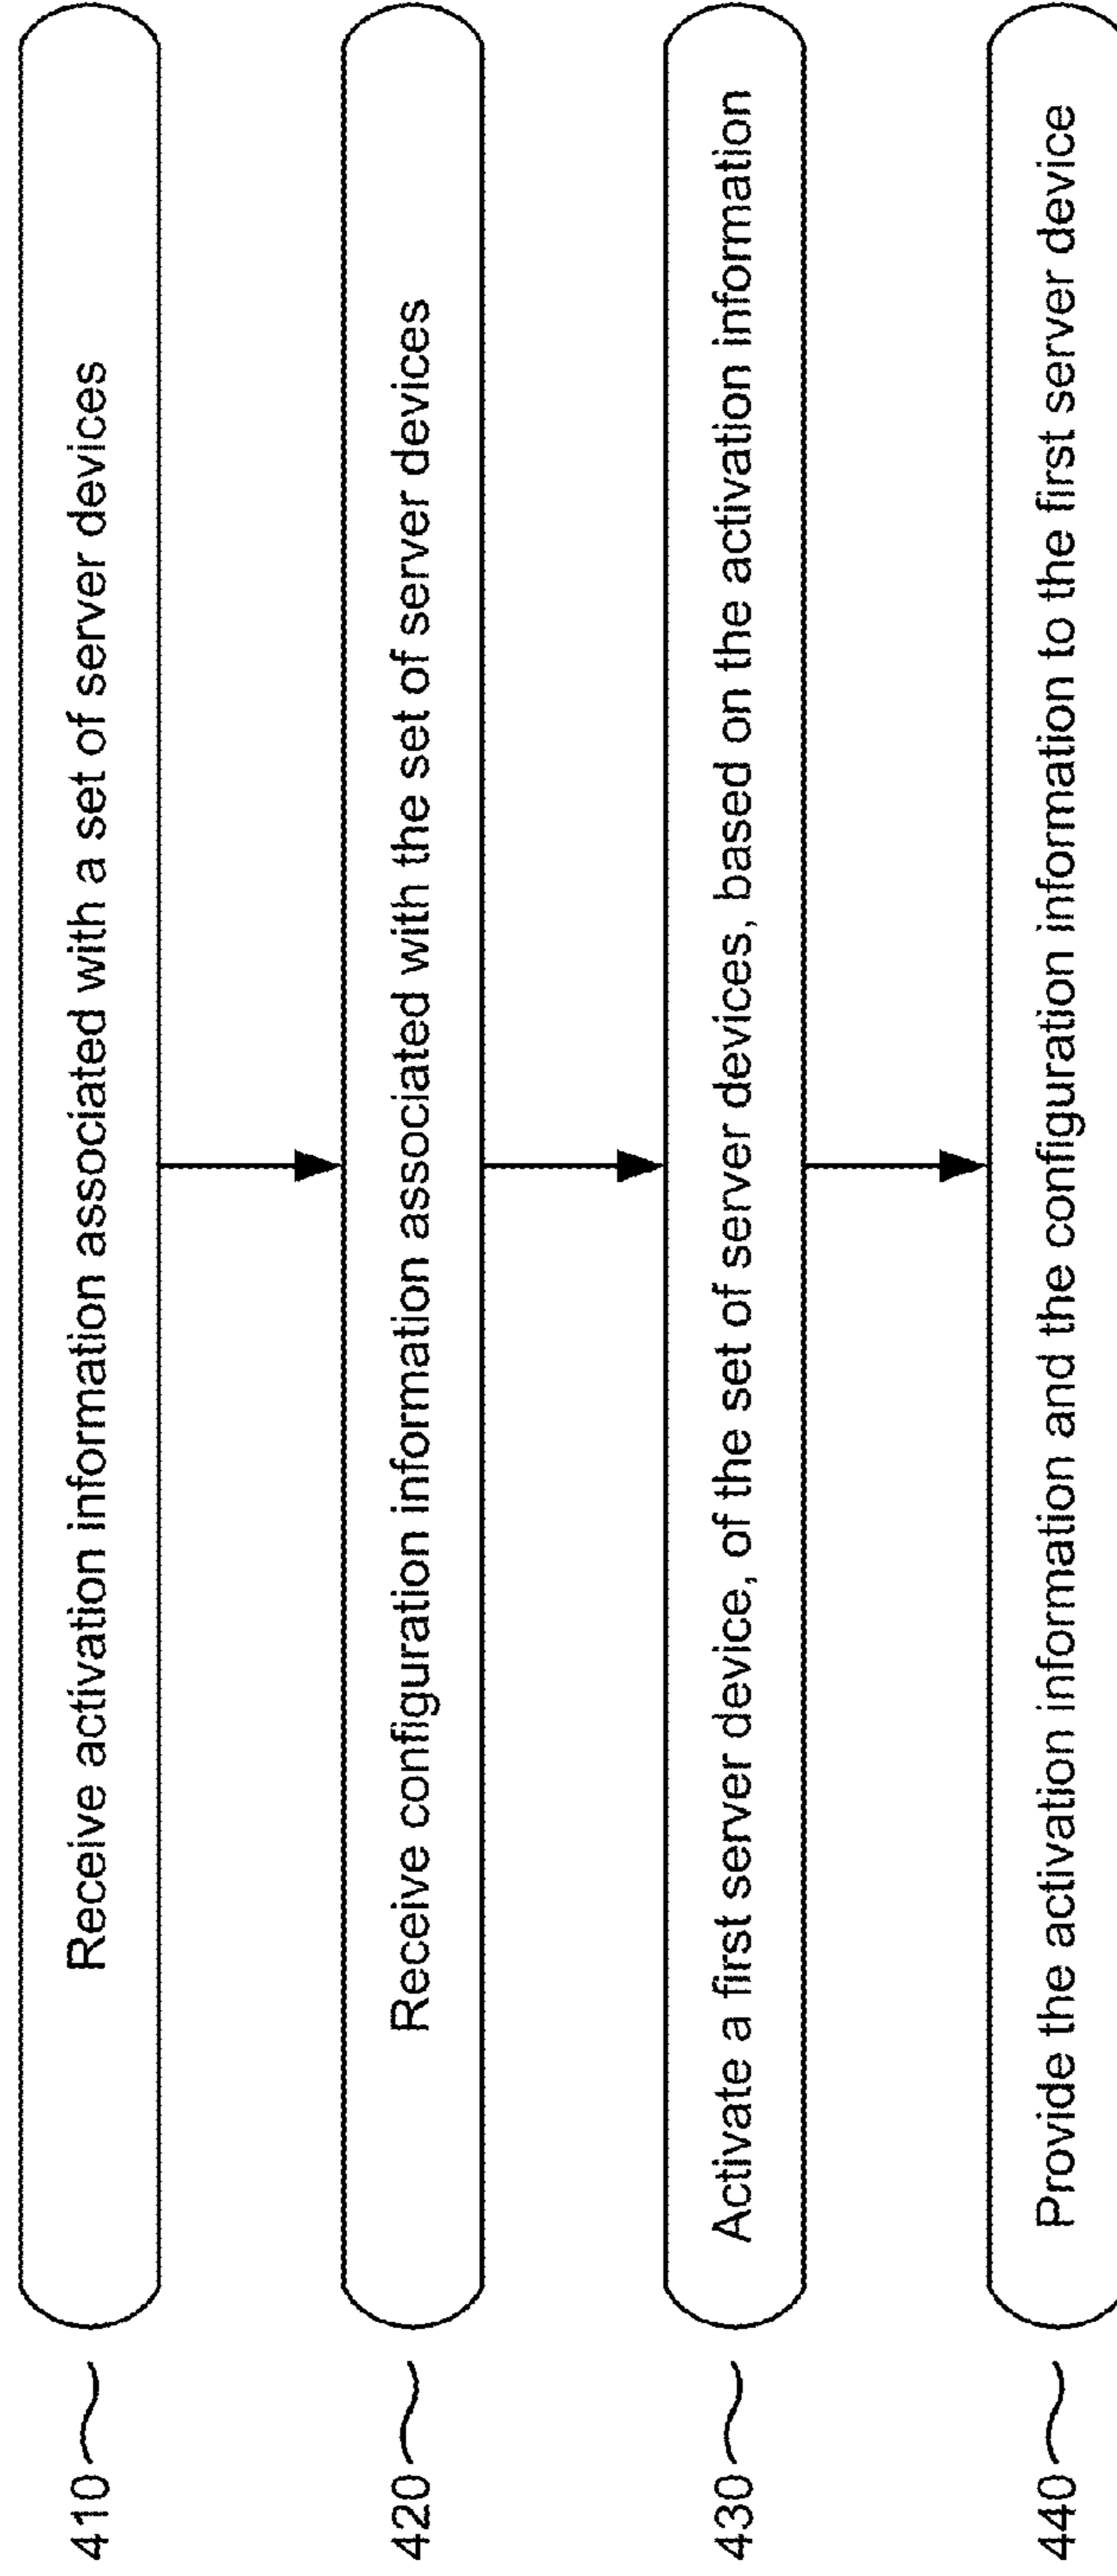 410
Receive activation information associated with a set of server devices
420
Receive configuration information associated with the set of server devices
430
Activate a first server device, of the set of server devices, based on the activation information
440
Provide the activation information and the configuration information to the first server device